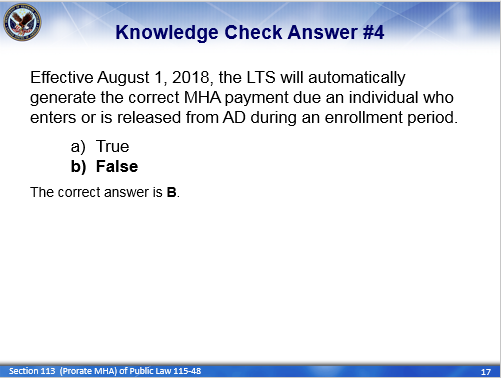 Knowledge Check Answer #4
Effective August 1, 2018, the LTS will automatically
generate the correct MHA payment due an individual who
enters or is released from AD during an enrollment period.
a) True
b) False
The correct answer is B.
Section 113 (Prorate MHA) of Public Law 115-48
17